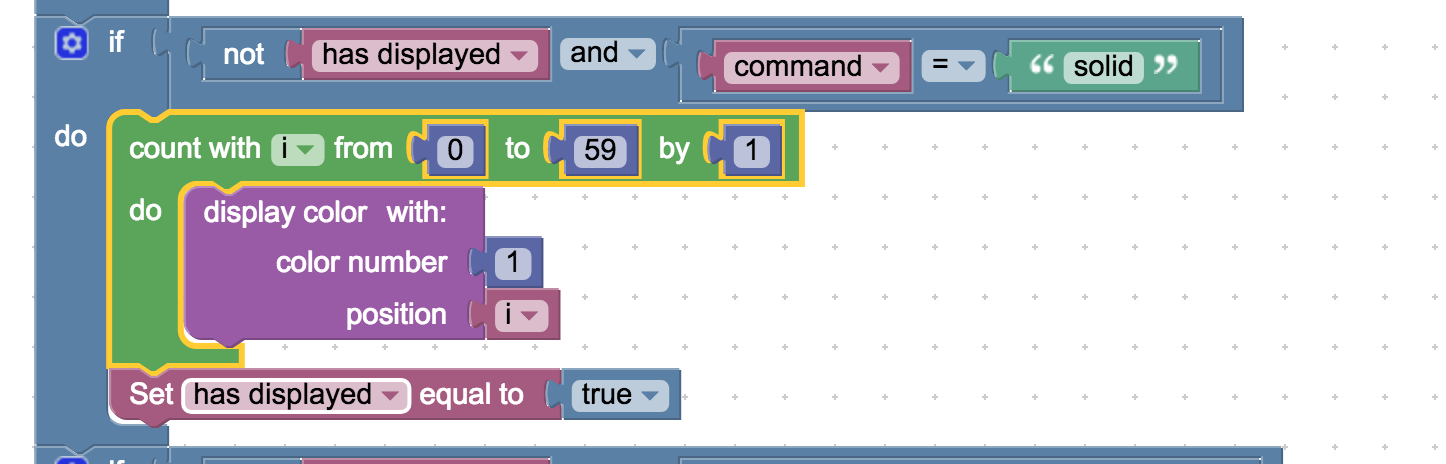 if not has displayed and command = “ solid ”
do count with i from 0 to 59 by 1
do display color with:
color number 1
position i
Set has displayed equal to true
if